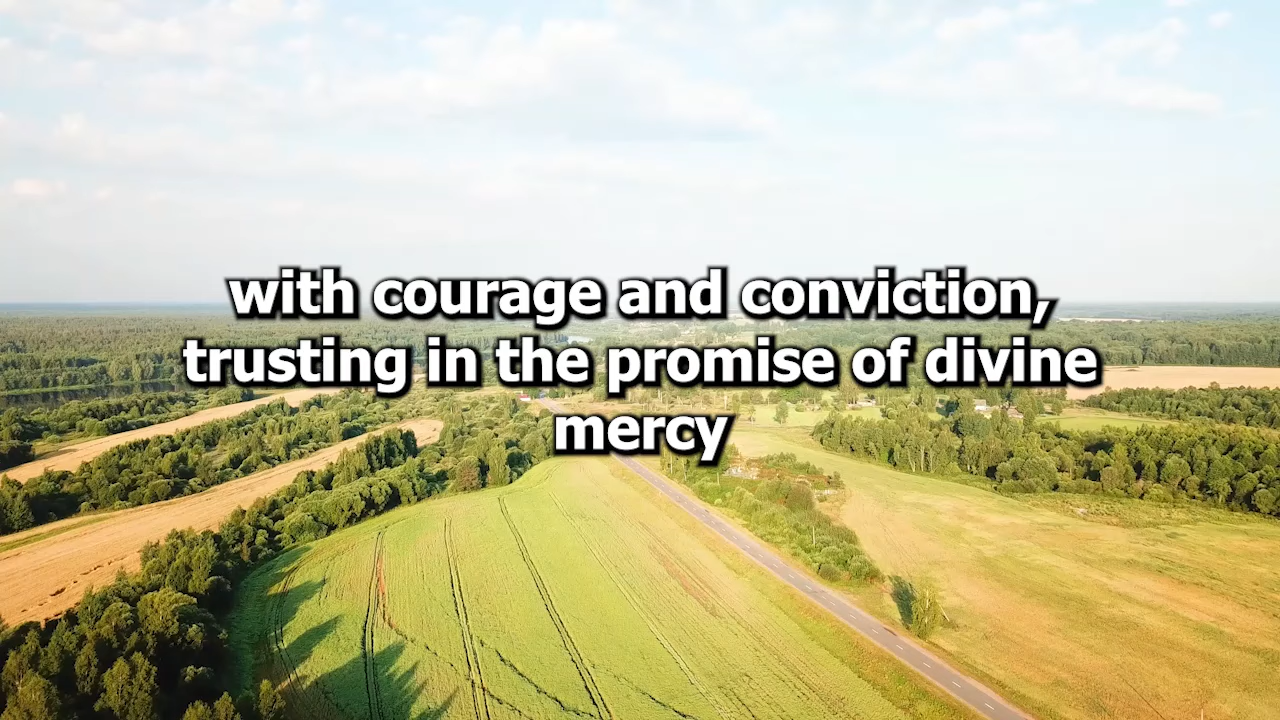 with courage and conviction,
trusting in the promise of divine
mercy